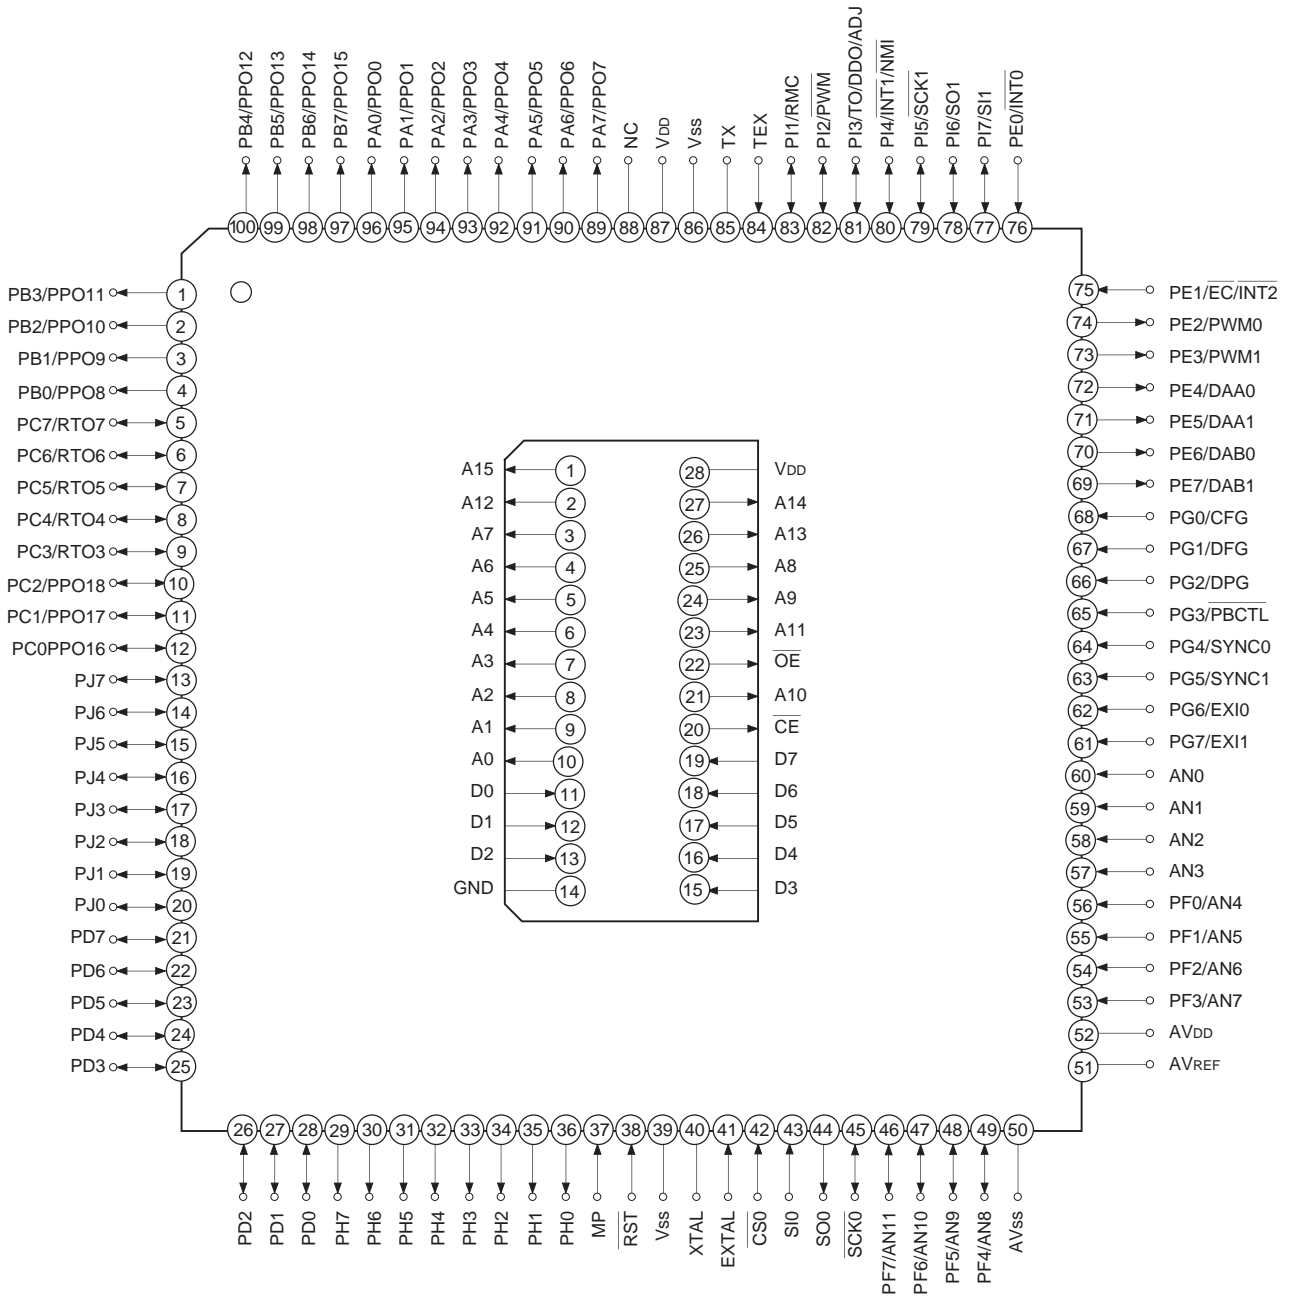 PB4/PPO12
PB5/PPO13
PB6/PPO14
PB7/PPO15
PA0/PPO0
PA1/PPO1
PA2/PPO2
PA3/PPO3
PA4/PPO4
PA5/PPO5
PA6/PPO6
PA7/PPO7
NC
VDD
Vss
TX
TEX
PI1/RMC
PI2/PWM
PI3/TO/DDO/ADJ
PI4/INT1/NMI
PI5/SCK1
PI6/SO1
PI7/SI1
PE0/INT0
100 99 98 97 96 95 94 93 92 91 90 89 88 87 86 85 84 83 82 81 80 79 78 77 76
PB3/PPO11 1
PB2/PPO10 2
PB1/PPO9 3
PB0/PPO8 4
PC7/RTO7 5
PC6/RTO6 6
PC5/RTO5 7
PC4/RTO4 8
PC3/RTO3 9
PC2/PPO18 10
PC1/PPO17 11
PC0PPO16 12
PJ7 13
PJ6 14
PJ5 15
PJ4 16
PJ3 17
PJ2 18
PJ1 19
PJ0 20
PD7 21
PD6 22
PD5 23
PD4 24
PD3 25
A15 1 28 VDD
A12 2 27 A14
A7 3 26 A13
A6 4 25 A8
A5 5 24 A9
A4 6 23 A11
A3 7 22 OE
A2 8 21 A10
A1 9 20 CE
A0 10 19 D7
D0 11 18 D6
D1 12 17 D5
D2 13 16 D4
GND 14 15 D3
75 PE1/EC/INT2
74 PE2/PWM0
73 PE3/PWM1
72 PE4/DAA0
71 PE5/DAA1
70 PE6/DAB0
69 PE7/DAB1
68 PG0/CFG
67 PG1/DFG
66 PG2/DPG
65 PG3/PBCTL
64 PG4/SYNC0
63 PG5/SYNC1
62 PG6/EXI0
61 PG7/EXI1
60 AN0
59 AN1
58 AN2
57 AN3
56 PF0/AN4
55 PF1/AN5
54 PF2/AN6
53 PF3/AN7
52 AVDD
51 AVREF
26 27 28 29 30 31 32 33 34 35 36 37 38 39 40 41 42 43 44 45 46 47 48 49 50
PD2
PD1
PD0
PH7
PH6
PH5
PH4
PH3
PH2
PH1
PH0
MP
RST
Vss
XTAL
EXTAL
CS0
SI0
SO0
SCK0
PF7/AN11
PF6/AN10
PF5/AN9
PF4/AN8
AVss